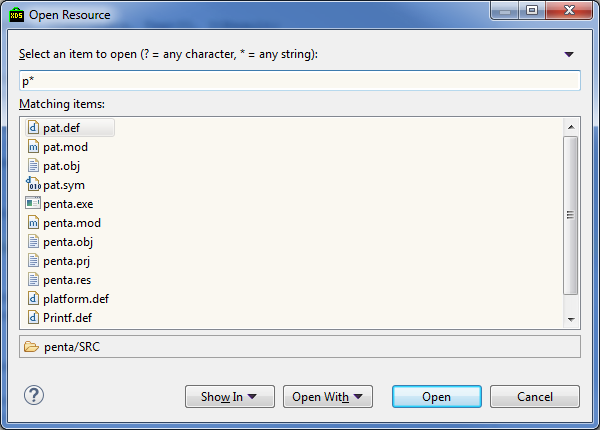 XDS
Open Resource
Select an item to open (? = any character, * = any string):
p*
Matching items:
pat.def
pat.mod
pat.obj
pat.sym
penta.exe
penta.mod
penta.obj
penta.prj
penta.res
platform.def
Printf.def
penta/SRC
? Show In Open With Open Cancel